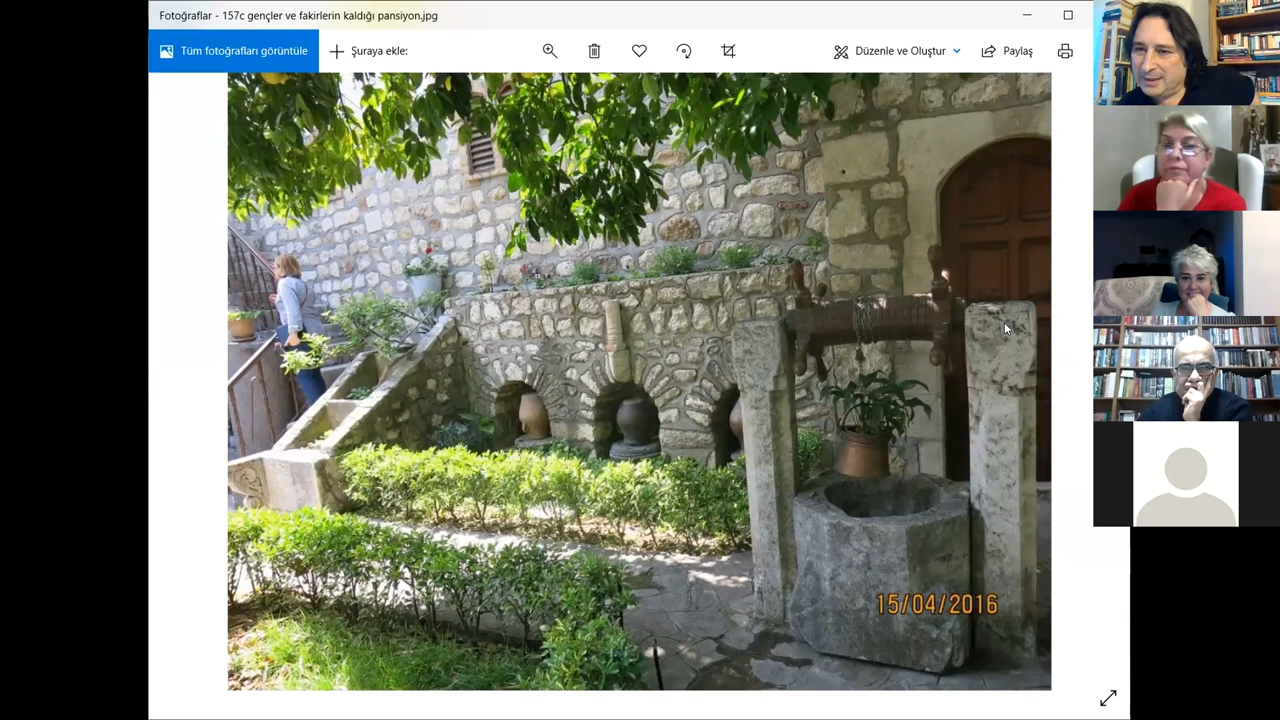 Fotoğraflar - 157c gençler ve fakirlerin kaldığı pansiyon.jpg
Tüm fotoğrafları görüntüle
Şuraya ekle:
Düzenle ve Oluştur
Paylaş
15/04/2016